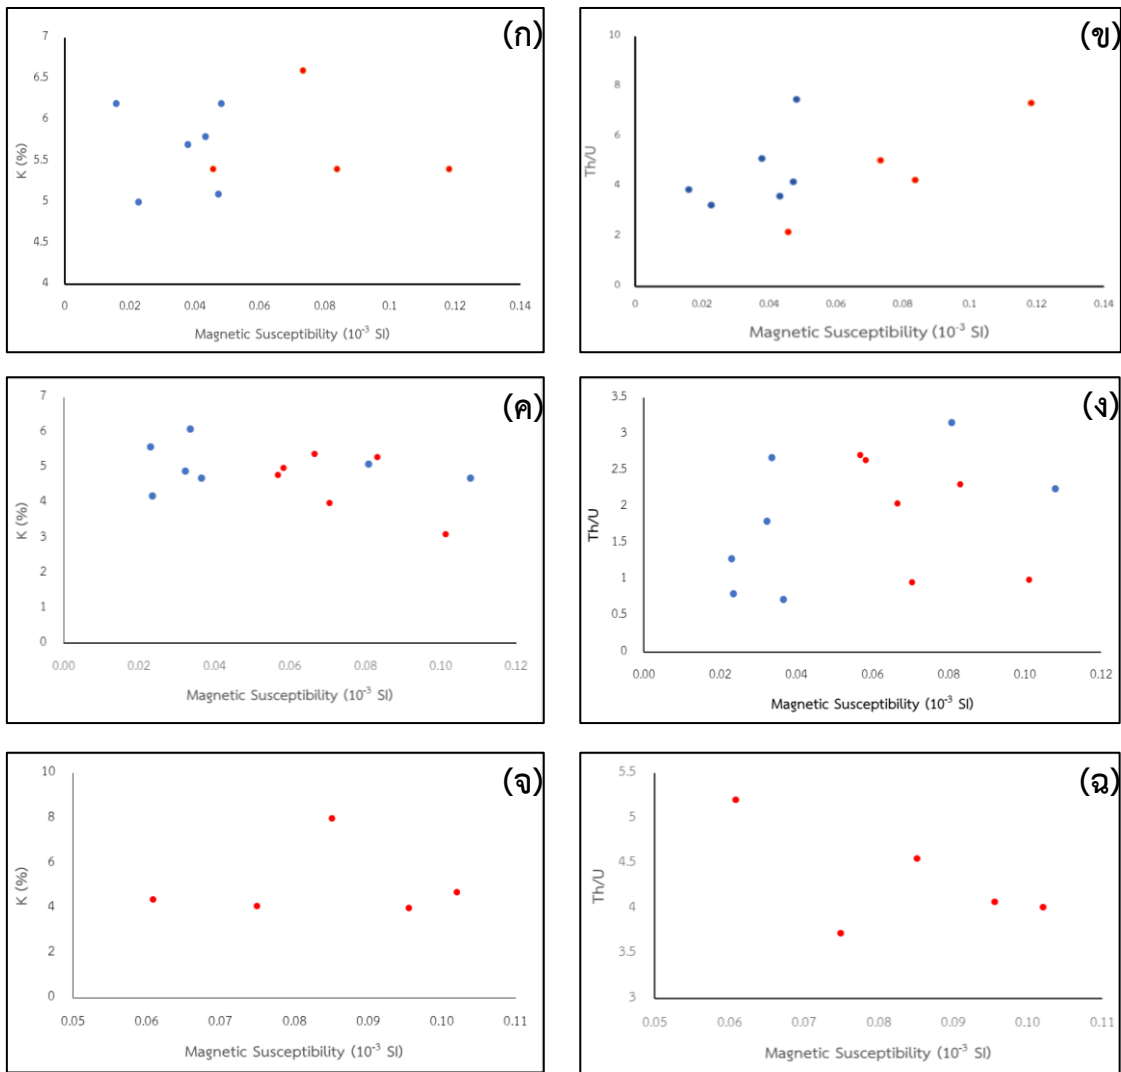 (ก)
K (%)
7
6.5
6
5.5
5
4.5
4
0 0.02 0.04 0.06 0.08 0.1 0.12 0.14
Magnetic Susceptibility (10⁻³ SI)
(ข)
Th/U
10
8
6
4
2
0
0 0.02 0.04 0.06 0.08 0.1 0.12 0.14
Magnetic Susceptibility (10⁻³ SI)
(ค)
K (%)
7
6
5
4
3
2
1
0
0.00 0.02 0.04 0.06 0.08 0.10 0.12
Magnetic Susceptibility (10⁻³ SI)
(ง)
Th/U
3.5
3
2.5
2
1.5
1
0.5
0
0.00 0.02 0.04 0.06 0.08 0.10 0.12
Magnetic Susceptibility (10⁻³ SI)
(จ)
K (%)
10
8
6
4
2
0
0.05 0.06 0.07 0.08 0.09 0.10 0.11
Magnetic Susceptibility (10⁻³ SI)
(ฉ)
Th/U
5.5
5
4.5
4
3.5
3
0.05 0.06 0.07 0.08 0.09 0.10 0.11
Magnetic Susceptibility (10⁻³ SI)